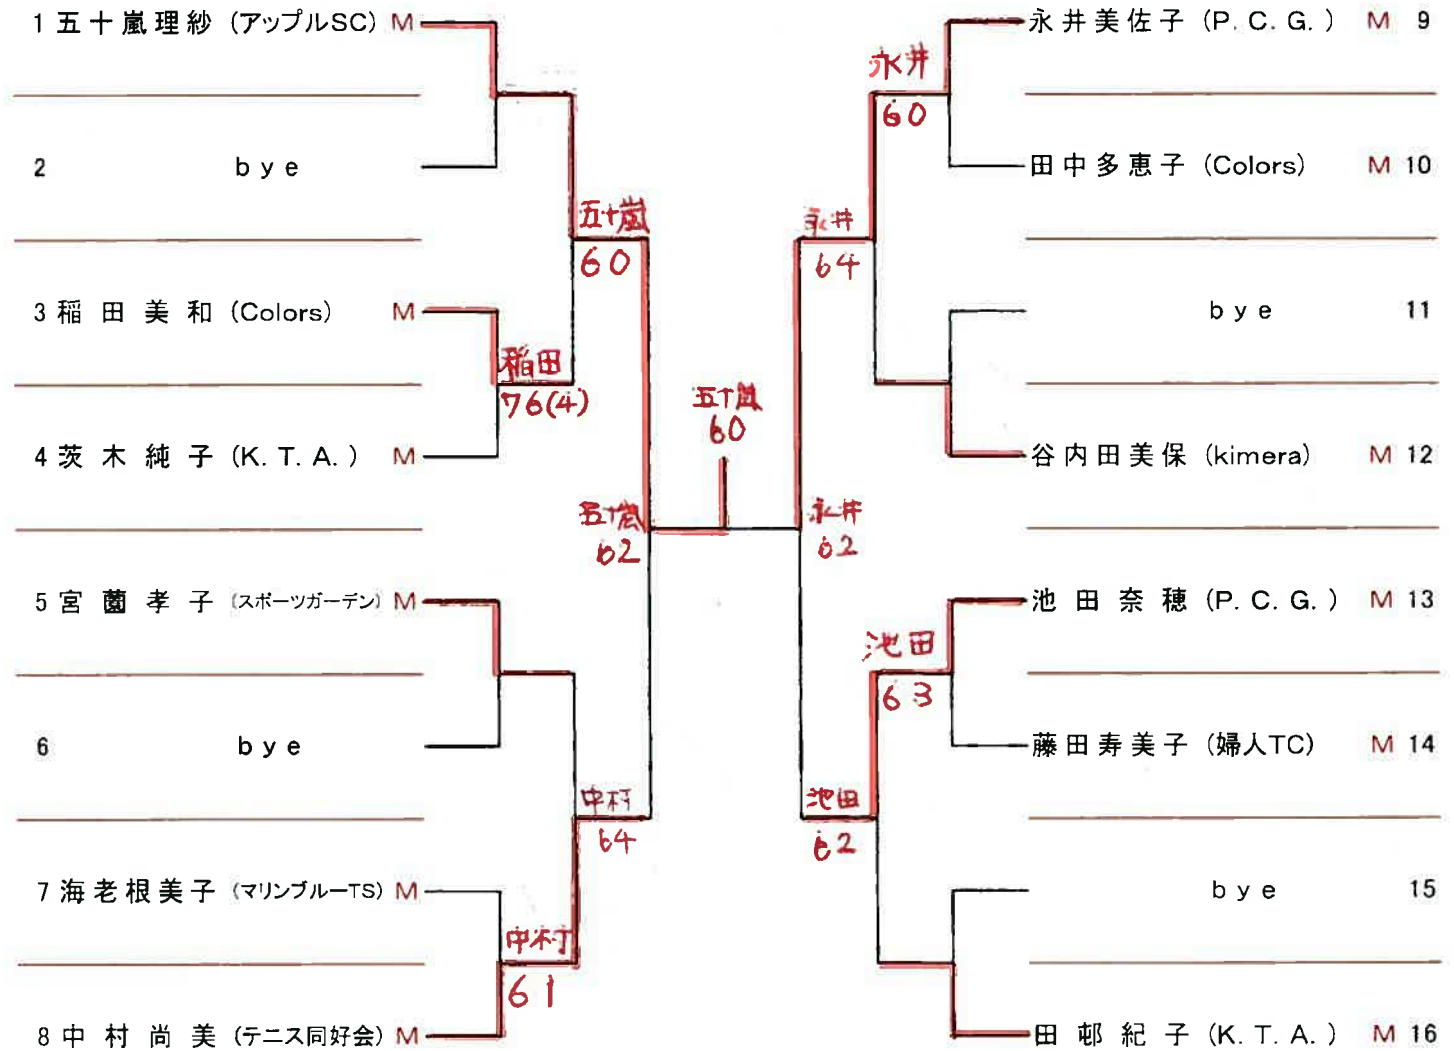 1 五十嵐理紗 (アップルSC) M
2 bye
五十嵐
60
3 稲田美和 (Colors) M
稲田
76(4)
4 茨木純子 (K.T.A.) M
五十嵐
62
5 宮薗孝子 (スポーツガーデン) M
6 bye
中村
64
7 海老根美子 (マリンブルーTS) M
中村
61
8 中村尚美 (テニス同好会) M
五十嵐
60
永井美佐子 (P.C.G.) M 9
永井
60
田中多恵子 (Colors) M 10
永井
64
bye 11
谷内田美保 (kimera) M 12
永井
62
池田奈穂 (P.C.G.) M 13
池田
63
藤田寿美子 (婦人TC) M 14
池田
62
bye 15
田邨紀子 (K.T.A.) M 16